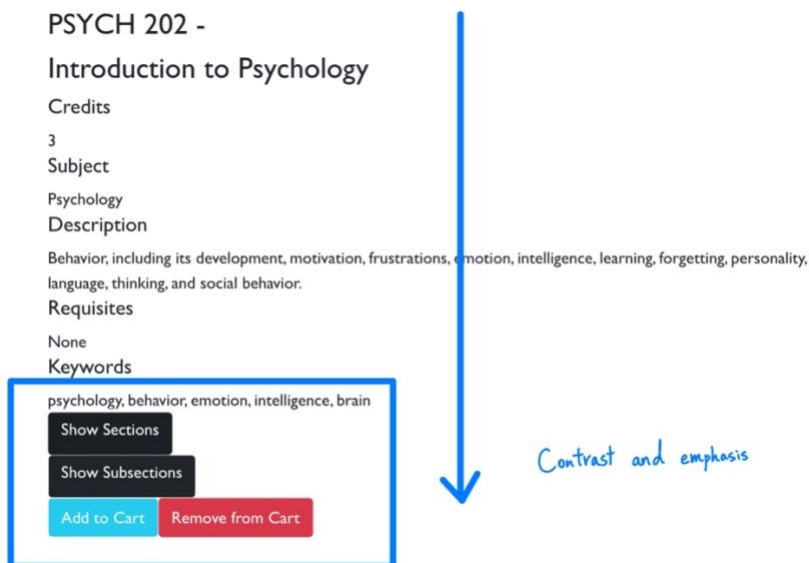 PSYCH 202 -
Introduction to Psychology
Credits
3
Subject
Psychology
Description
Behavior, including its development, motivation, frustrations, emotion, intelligence, learning, forgetting, personality,
language, thinking, and social behavior.
Requisites
None
Keywords
psychology, behavior, emotion, intelligence, brain
Show Sections
Show Subsections
Add to Cart Remove from Cart
Contrast and emphasis